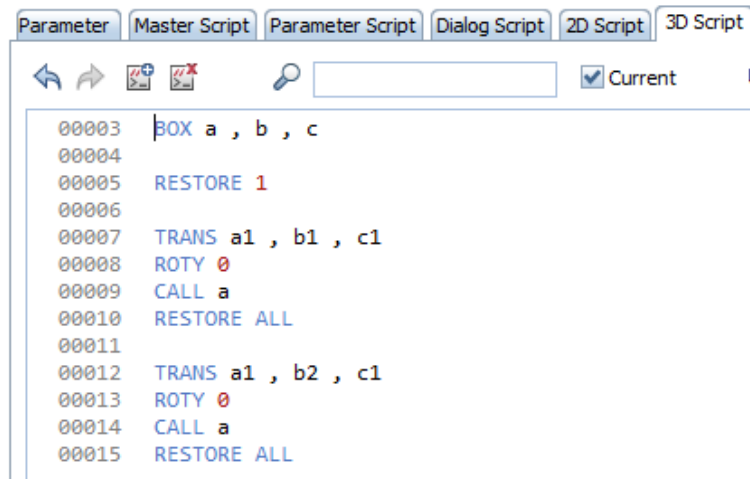 Parameter Master Script Parameter Script Dialog Script 2D Script 3D Script
Current
00003 BOX a , b , c
00004
00005 RESTORE 1
00006
00007 TRANS a1 , b1 , c1
00008 ROTY 0
00009 CALL a
00010 RESTORE ALL
00011
00012 TRANS a1 , b2 , c1
00013 ROTY 0
00014 CALL a
00015 RESTORE ALL